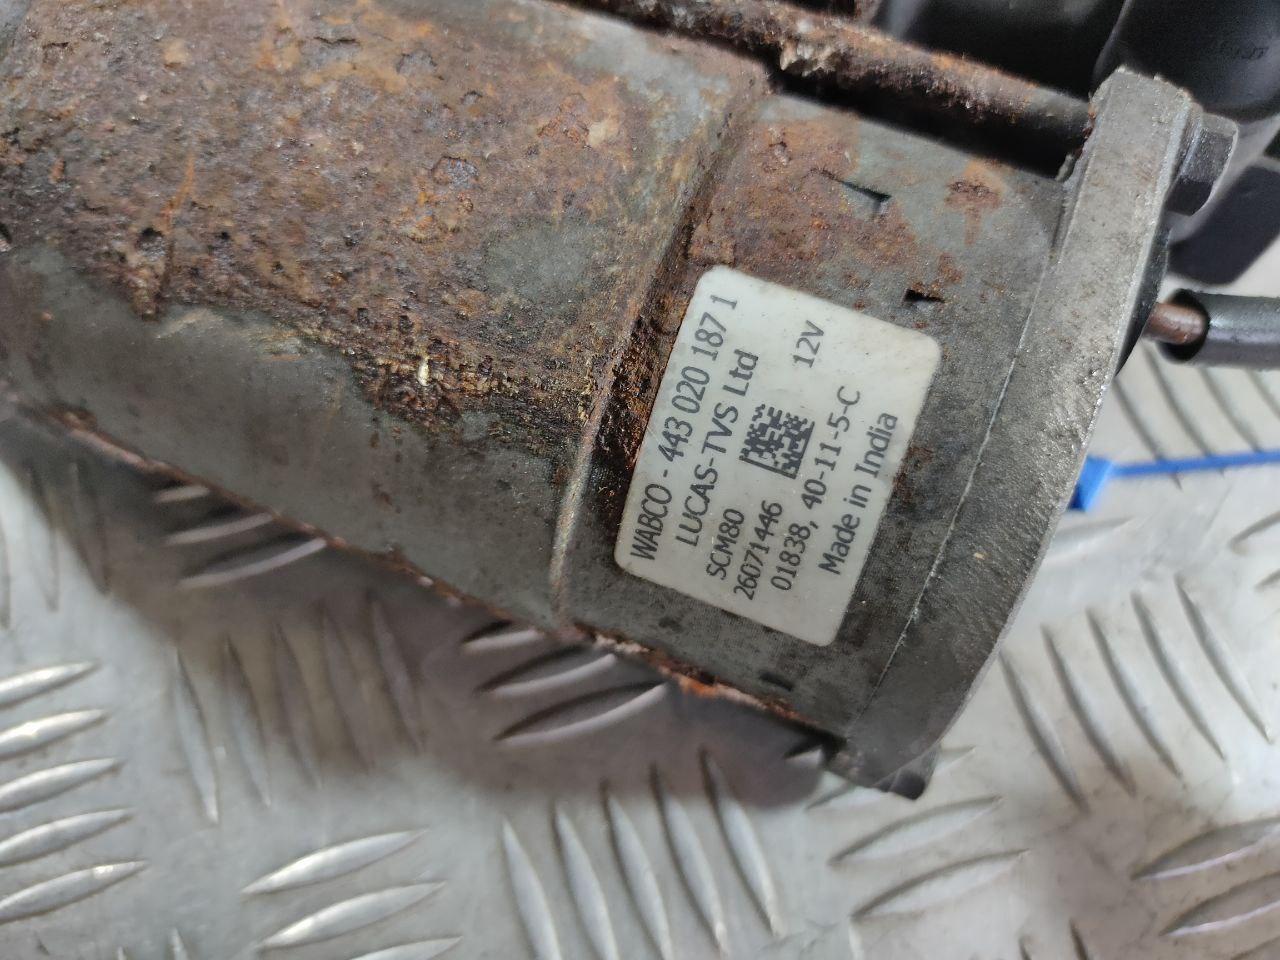 WABCO - 443 020 187 1
LUCAS-TVS Ltd
SCM80 12V
26071446
01838, 40-11-5-C
Made in India